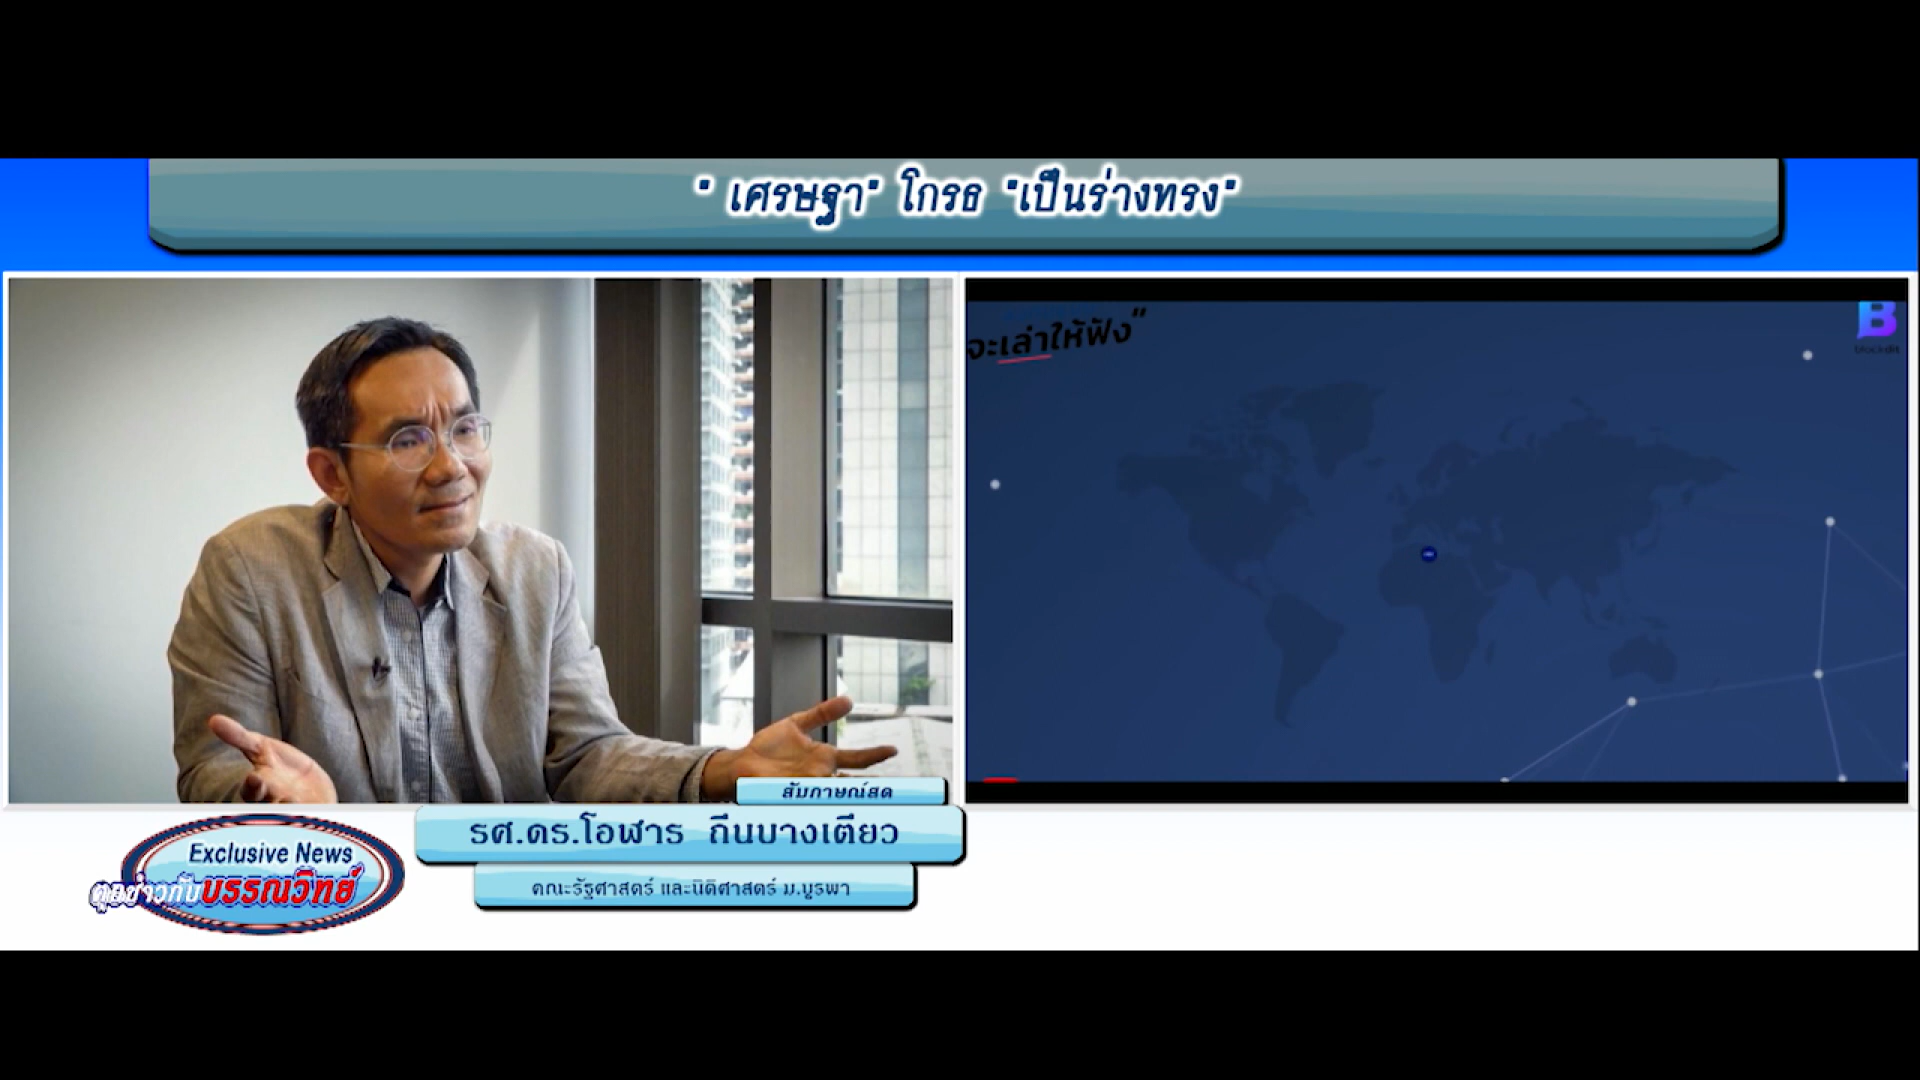 " เศรษฐา" โกรธ "เป็นร่างทรง"
จะเล่าให้ฟัง"
B
blockdit
สัมภาษณ์สด
รศ.ดร.โอฬาร ถิ่นบางเตียว
คณะรัฐศาสตร์ และนิติศาสตร์ ม.บูรพา
Exclusive News
คุยข่าวกับบรรณวิทย์